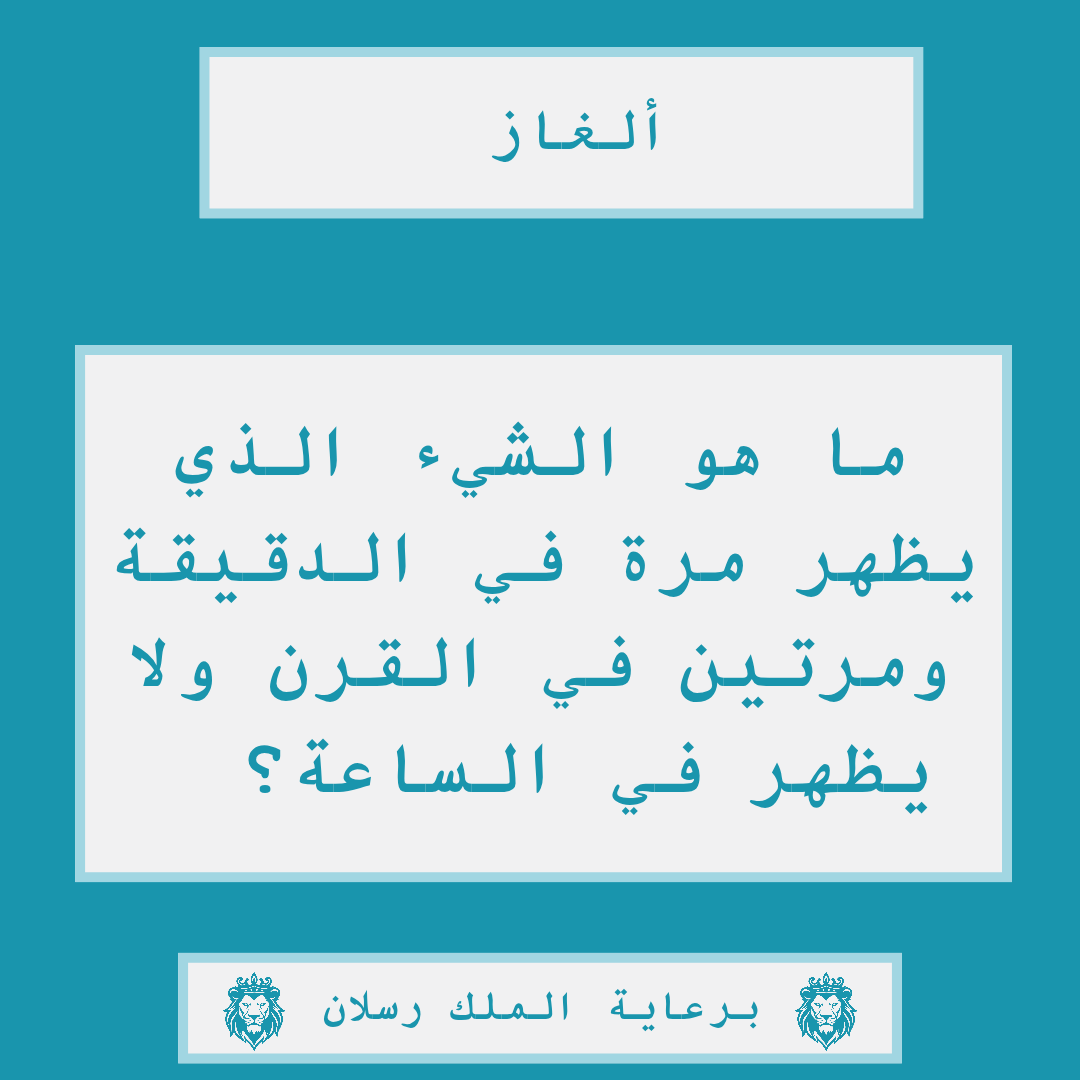 ألغاز
ما هو الشيء الذي
يظهر مرة في الدقيقة
ومرتين في القرن ولا
يظهر في الساعة؟
برعاية الملك رسلان